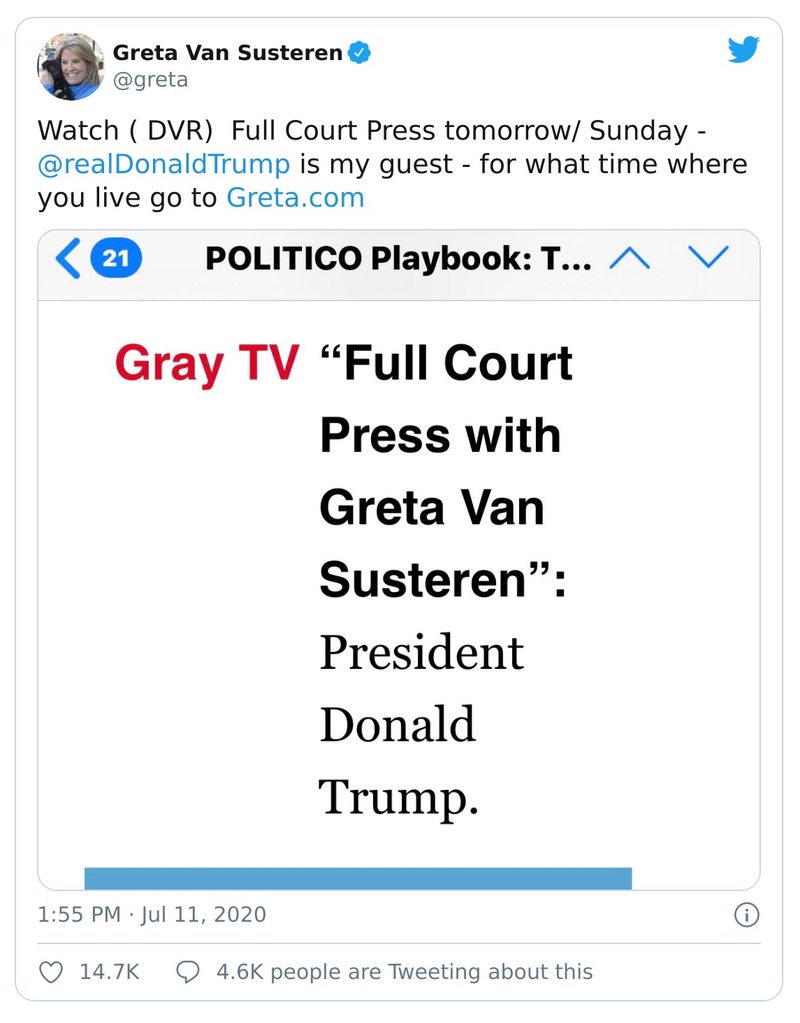 Greta Van Susteren
@greta
Watch ( DVR)  Full Court Press tomorrow/ Sunday -
@realDonaldTrump is my guest - for what time where
you live go to Greta.com
21 POLITICO Playbook: T...
Gray TV “Full Court
Press with
Greta Van
Susteren”:
President
Donald
Trump.
1:55 PM · Jul 11, 2020
14.7K 4.6K people are Tweeting about this